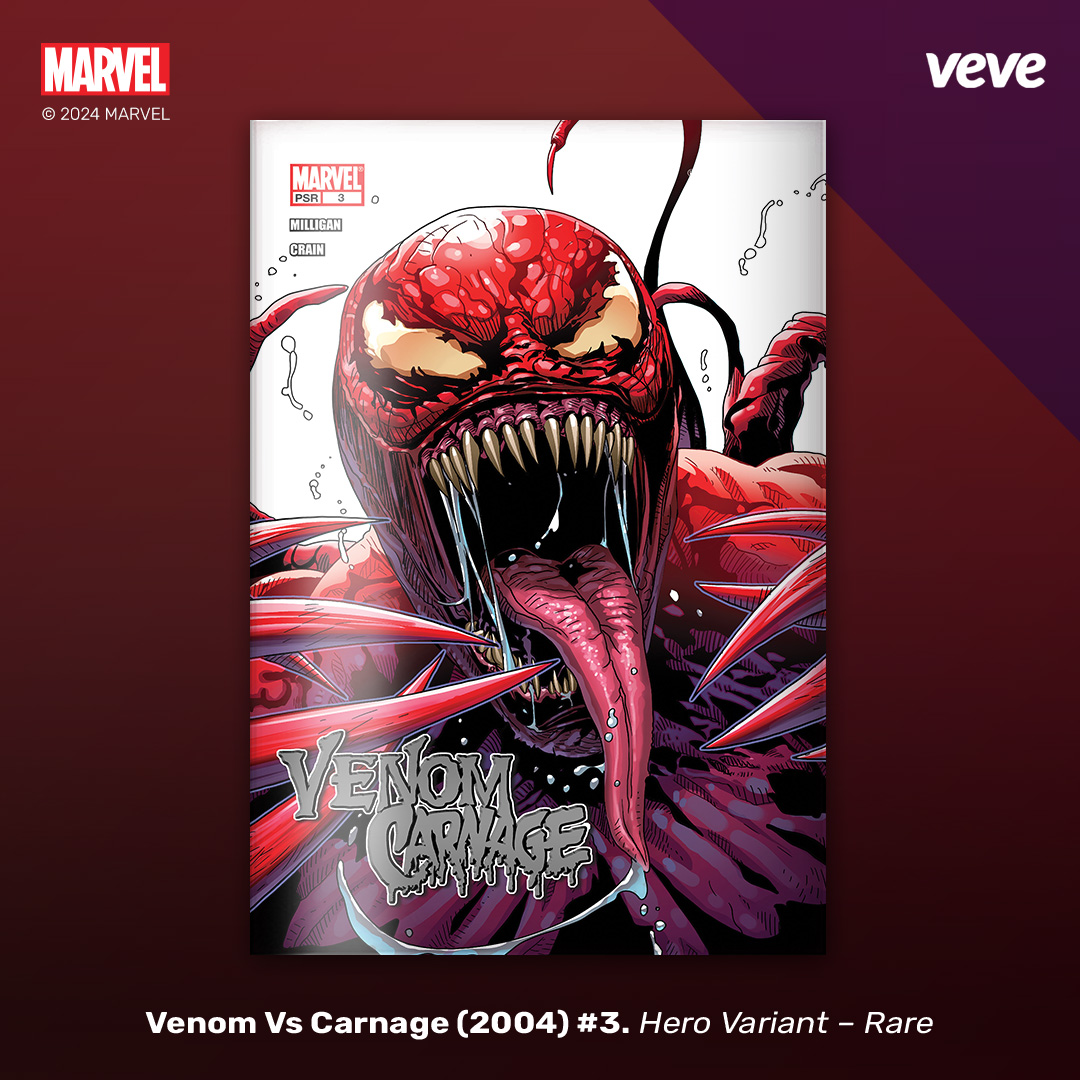 MARVEL
© 2024 MARVEL
veve
MARVEL
PSR 3
MILLIGAN
CRAIN
VENOM
CARNAGE
Venom Vs Carnage (2004) #3. Hero Variant – Rare